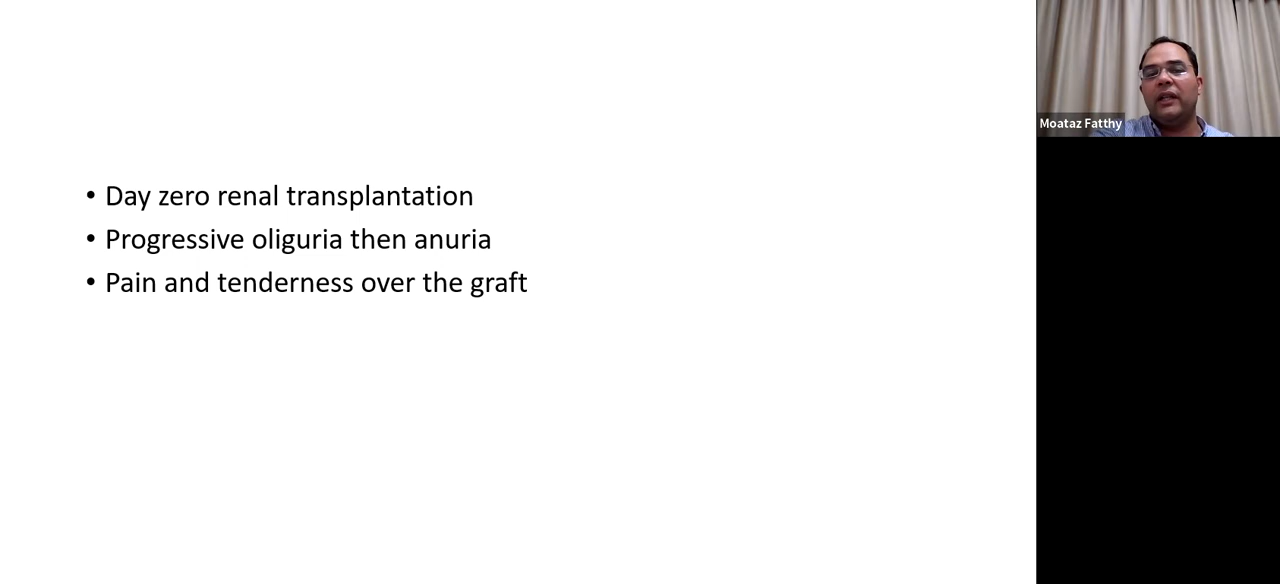 • Day zero renal transplantation
• Progressive oliguria then anuria
• Pain and tenderness over the graft
Moataz Fatthy